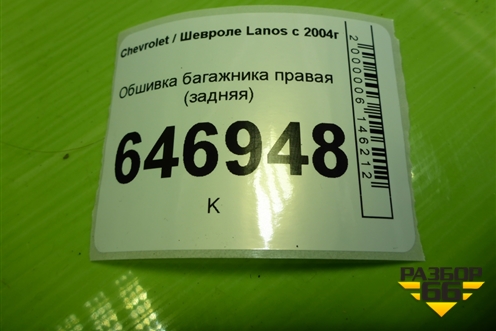 Chevrolet / Шевроле Lanos с 2004г
Обшивка багажника правая
(задняя)
646948
К
2000006146212
РАЗБОР
66